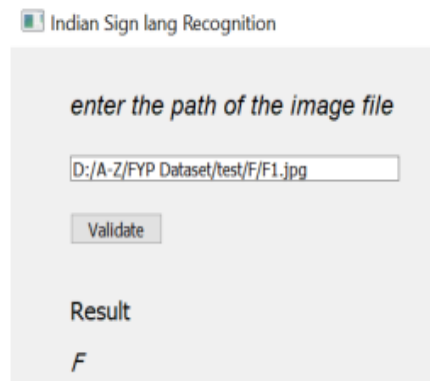 Indian Sign lang Recognition
enter the path of the image file
D:/A-Z/FYP Dataset/test/F/F1.jpg
Validate
Result
F